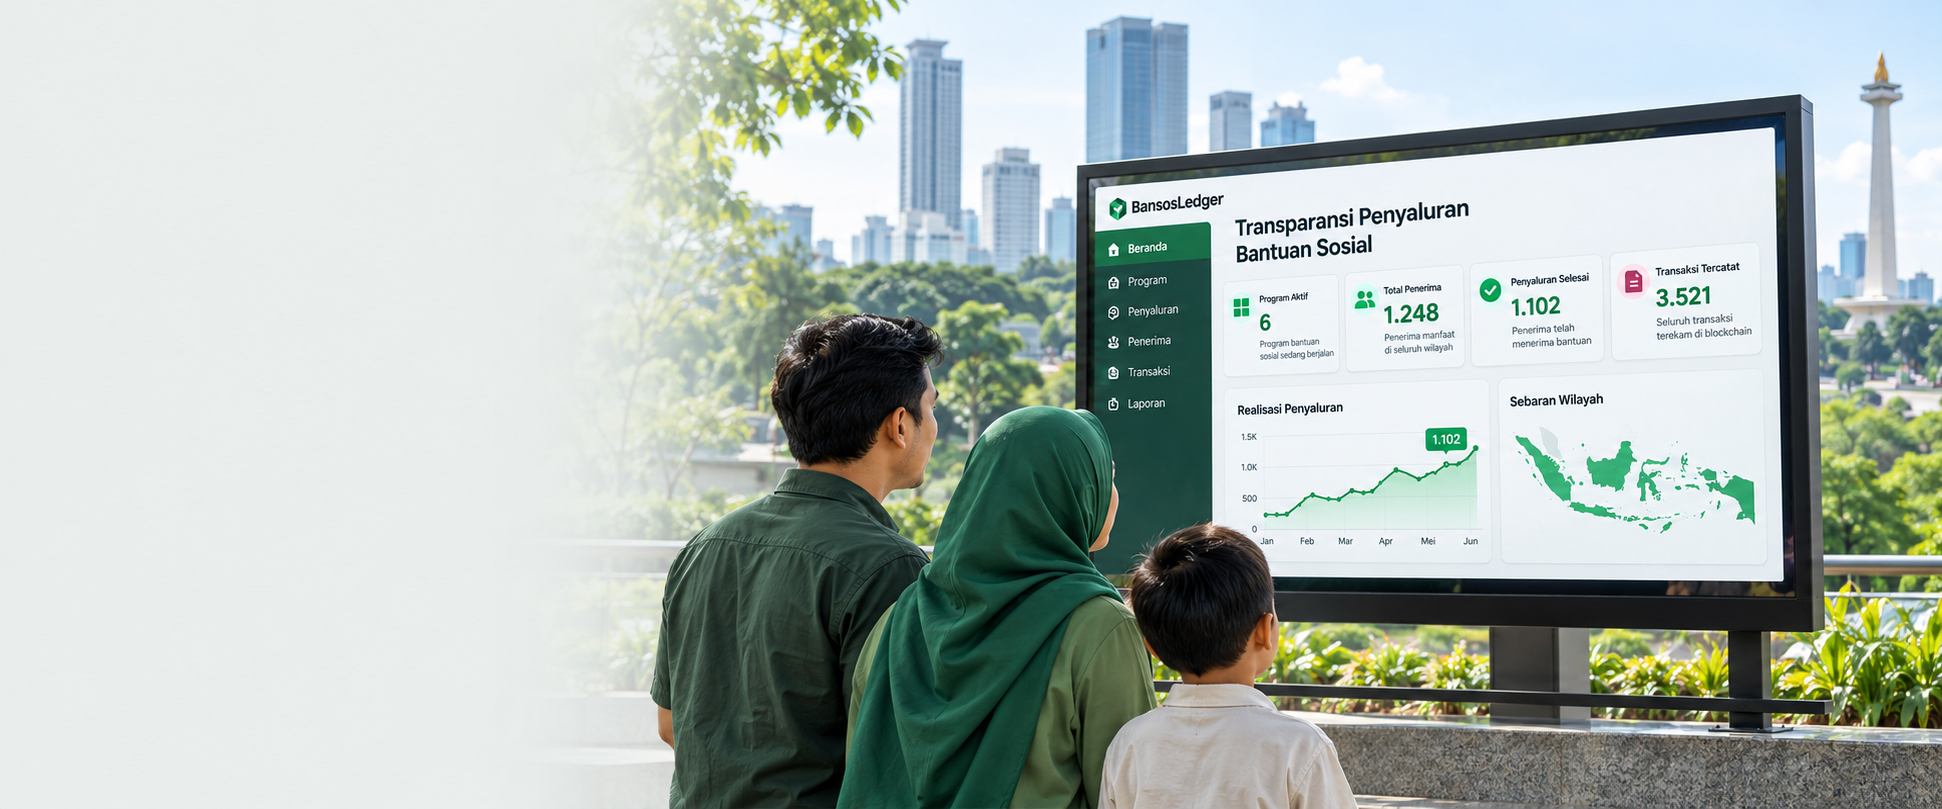 BansosLedger
Beranda
Program
Penyaluran
Penerima
Transaksi
Laporan
Transparansi Penyaluran
Bantuan Sosial
Program Aktif
6
Program bantuan
sosial sedang berjalan
Total Penerima
1.248
Penerima manfaat
di seluruh wilayah
Penyaluran Selesai
1.102
Penerima telah
menerima bantuan
Transaksi Tercatat
3.521
Seluruh transaksi
terekam di blockchain
Realisasi Penyaluran
1.5K
1.0K
500
0
1.102
Jan
Feb
Mar
Apr
Mei
Jun
Sebaran Wilayah